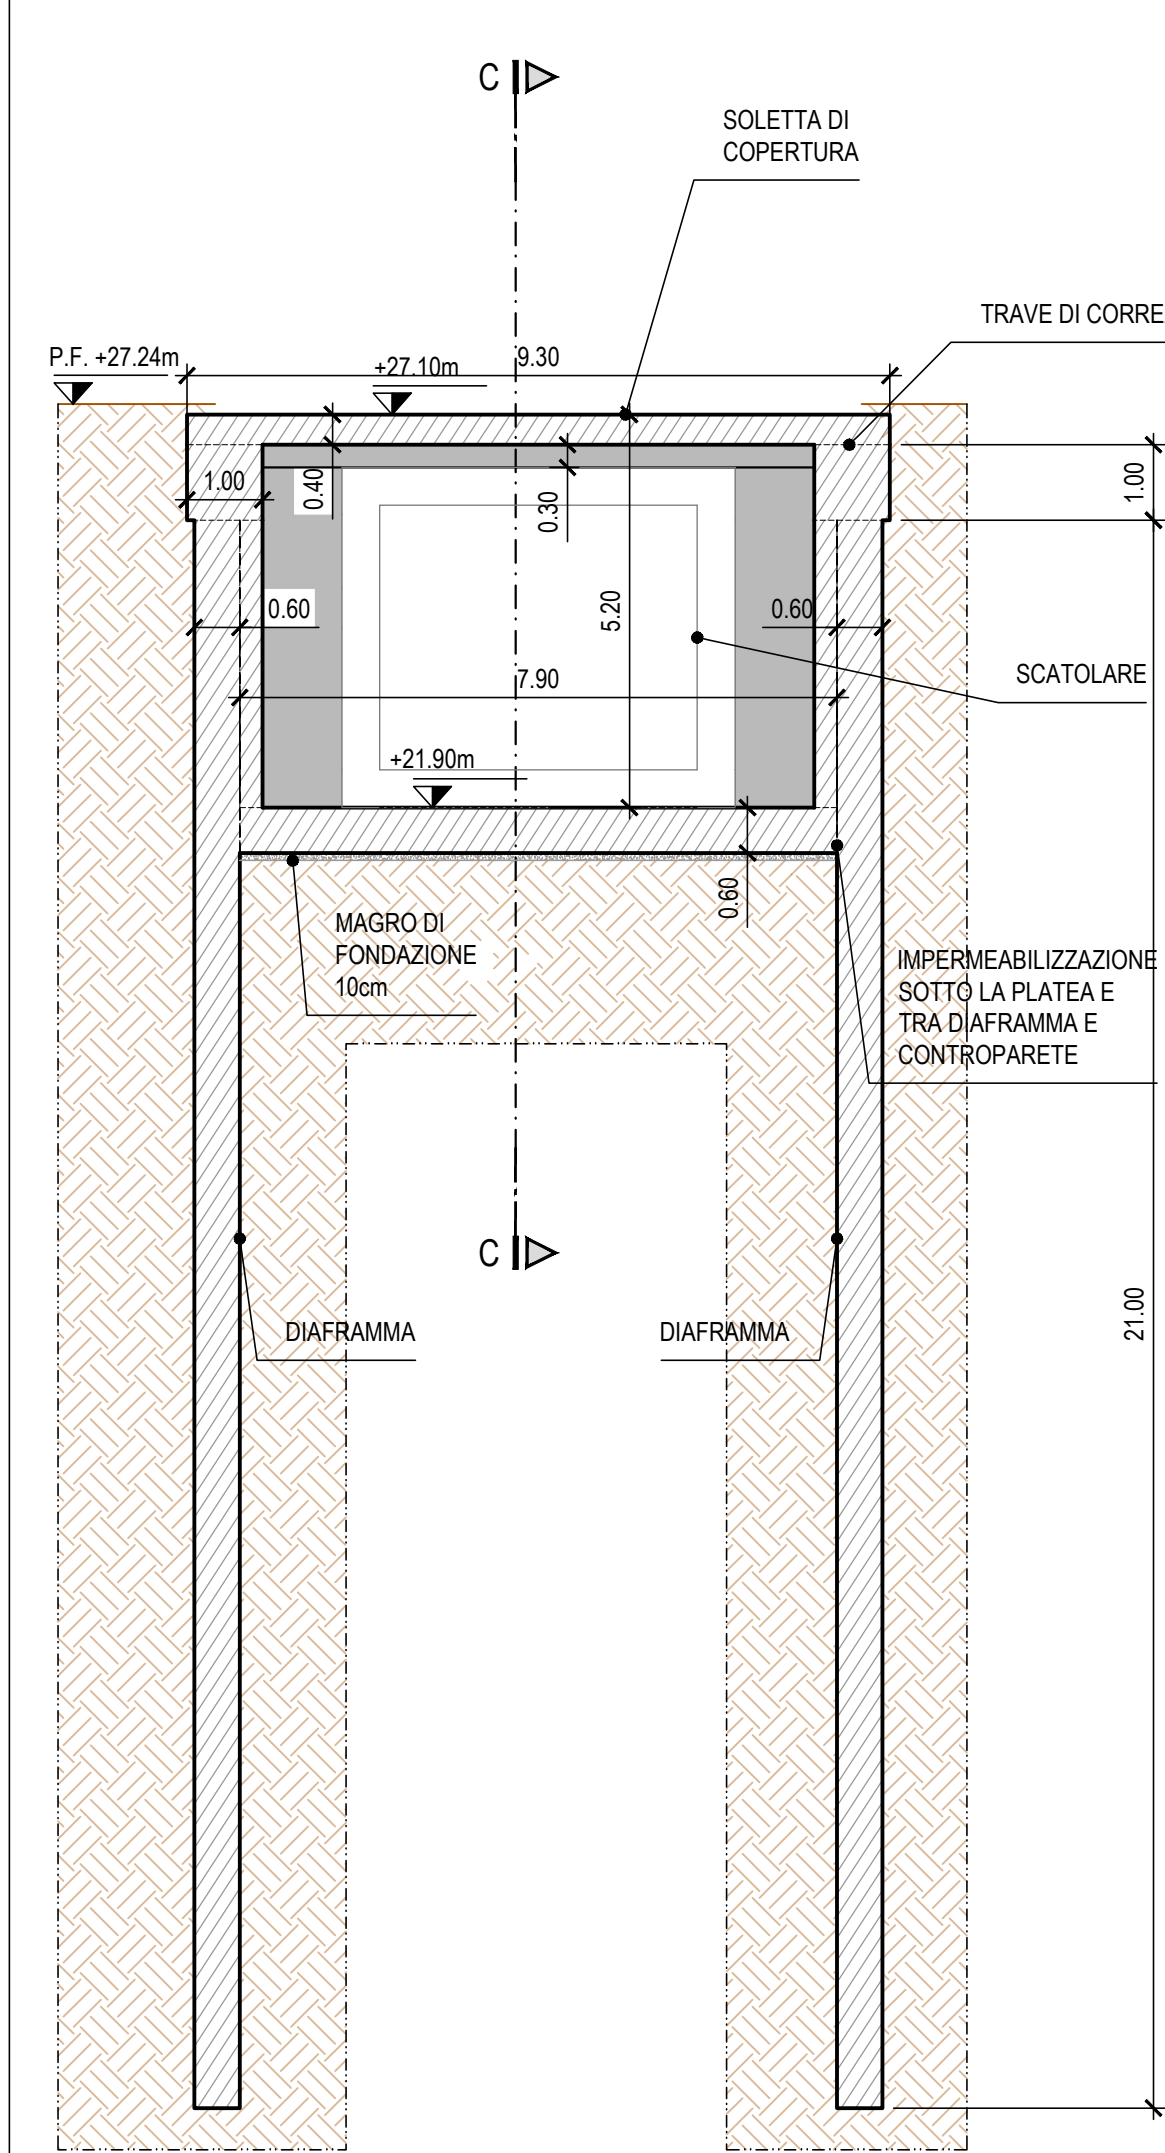 C
SOLETTA DI
COPERTURA
TRAVE DI CORRE
P.F. +27.24m
+27.10m
9.30
1.00
0.40
0.30
1.00
0.60
5.20
0.60
7.90
SCATOLARE
+21.90m
0.60
MAGRO DI
FONDAZIONE
10cm
IMPERMEABILIZZAZIONE
SOTTO LA PLATEA E
TRA DIAFRAMMA E
CONTROPARETE
C
DIAFRAMMA
DIAFRAMMA
21.00